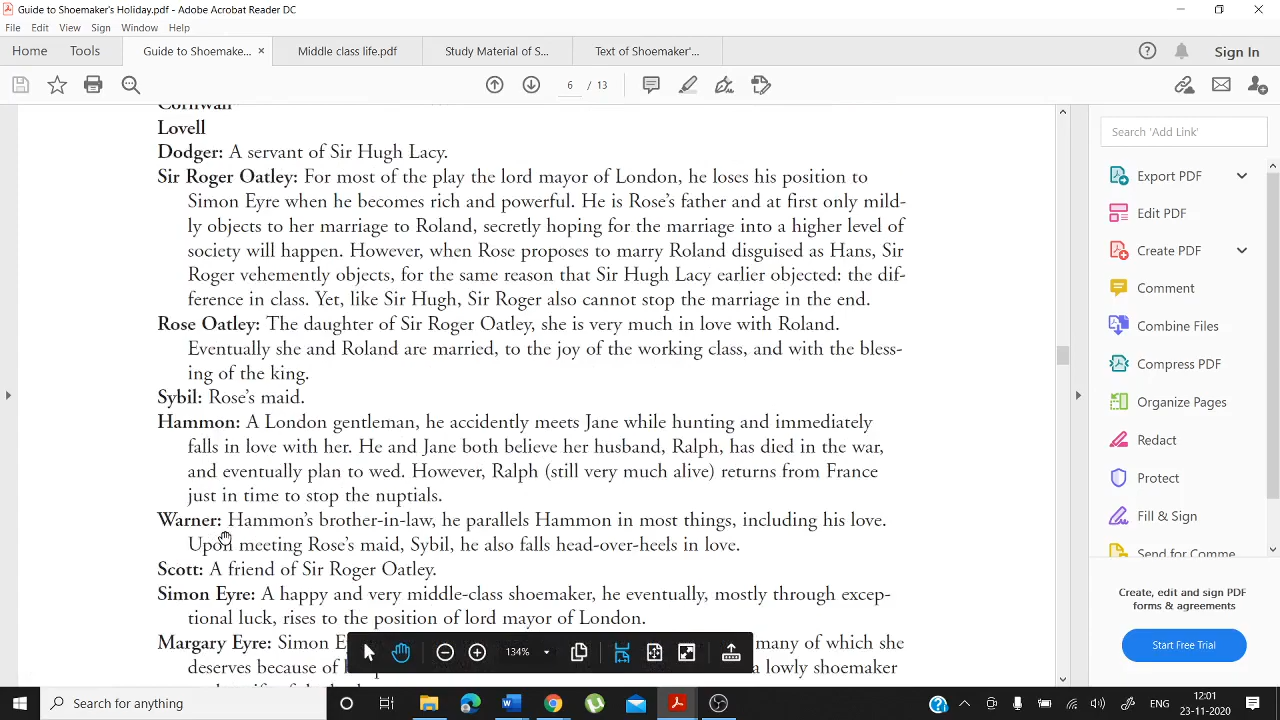 Guide to Shoemaker's Holiday.pdf - Adobe Acrobat Reader DC
File Edit View Sign Window Help
Home Tools Guide to Shoemake... × Middle class life.pdf Study Material of S... Text of Shoemaker'... Sign In
6 / 13
Cornwall
Lovell
Dodger: A servant of Sir Hugh Lacy.
Sir Roger Oatley: For most of the play the lord mayor of London, he loses his position to
Simon Eyre when he becomes rich and powerful. He is Rose's father and at first only mild-
ly objects to her marriage to Roland, secretly hoping for the marriage into a higher level of
society will happen. However, when Rose proposes to marry Roland disguised as Hans, Sir
Roger vehemently objects, for the same reason that Sir Hugh Lacy earlier objected: the dif-
ference in class. Yet, like Sir Hugh, Sir Roger also cannot stop the marriage in the end.
Rose Oatley: The daughter of Sir Roger Oatley, she is very much in love with Roland.
Eventually she and Roland are married, to the joy of the working class, and with the bless-
ing of the king.
Sybil: Rose's maid.
Hammon: A London gentleman, he accidently meets Jane while hunting and immediately
falls in love with her. He and Jane both believe her husband, Ralph, has died in the war,
and eventually plan to wed. However, Ralph (still very much alive) returns from France
just in time to stop the nuptials.
Warner: Hammon's brother-in-law, he parallels Hammon in most things, including his love.
Upon meeting Rose's maid, Sybil, he also falls head-over-heels in love.
Scott: A friend of Sir Roger Oatley.
Simon Eyre: A happy and very middle-class shoemaker, he eventually, mostly through excep-
tional luck, rises to the position of lord mayor of London.
Margary Eyre: Simon E many of which she
deserves because of a lowly shoemaker
134%
Search 'Add Link'
Export PDF
Edit PDF
Create PDF
Comment
Combine Files
Compress PDF
Organize Pages
Redact
Protect
Fill & Sign
Send for Comme
Create, edit and sign PDF
forms & agreements
Start Free Trial
Search for anything
ENG
12:01
23-11-2020